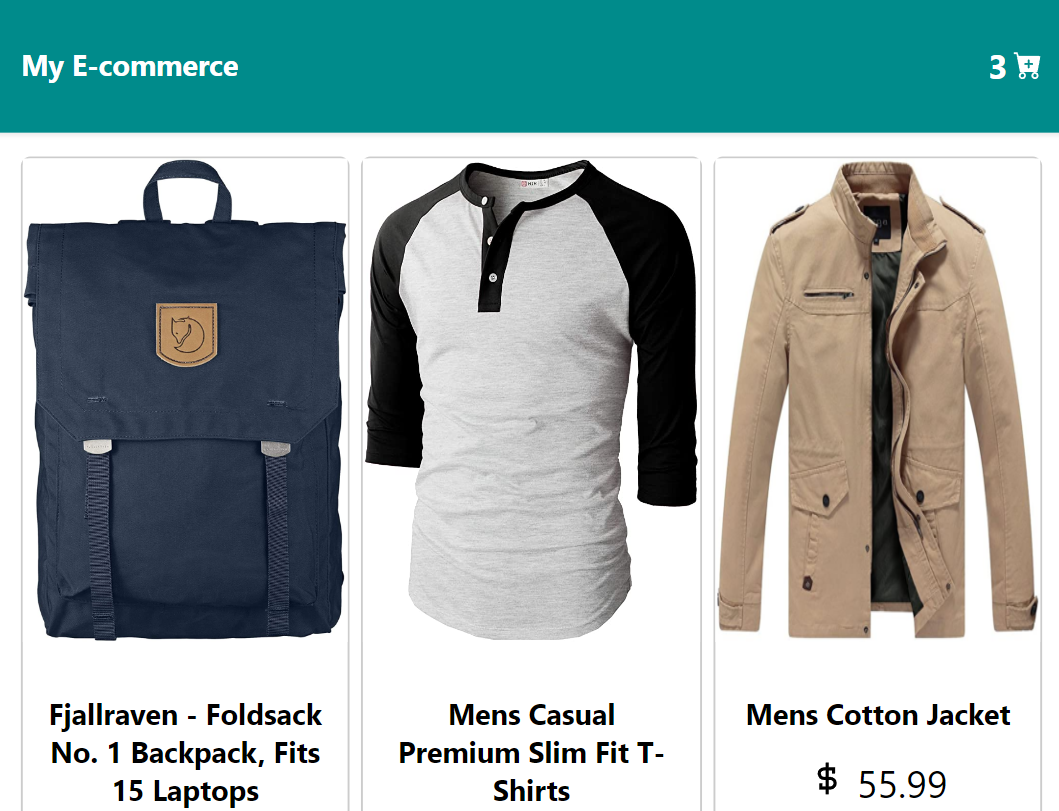 My E-commerce
3
Fjallraven - Foldsack
No. 1 Backpack, Fits
15 Laptops
Mens Casual
Premium Slim Fit T-
Shirts
Mens Cotton Jacket
$ 55.99